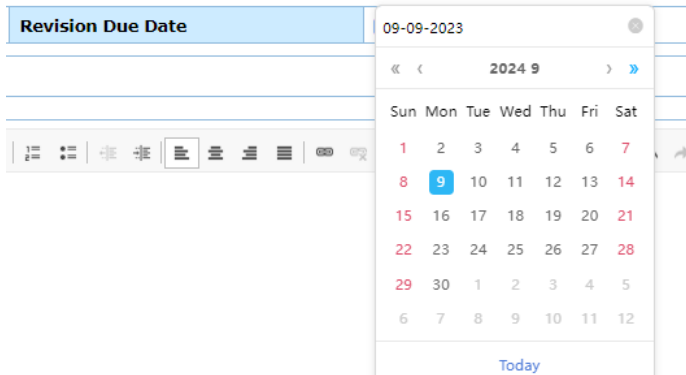 Revision Due Date
09-09-2023
« ‹ 2024 9 › »
Sun Mon Tue Wed Thu Fri Sat
1 2 3 4 5 6 7
8 9 10 11 12 13 14
15 16 17 18 19 20 21
22 23 24 25 26 27 28
29 30 1 2 3 4 5
6 7 8 9 10 11 12
Today